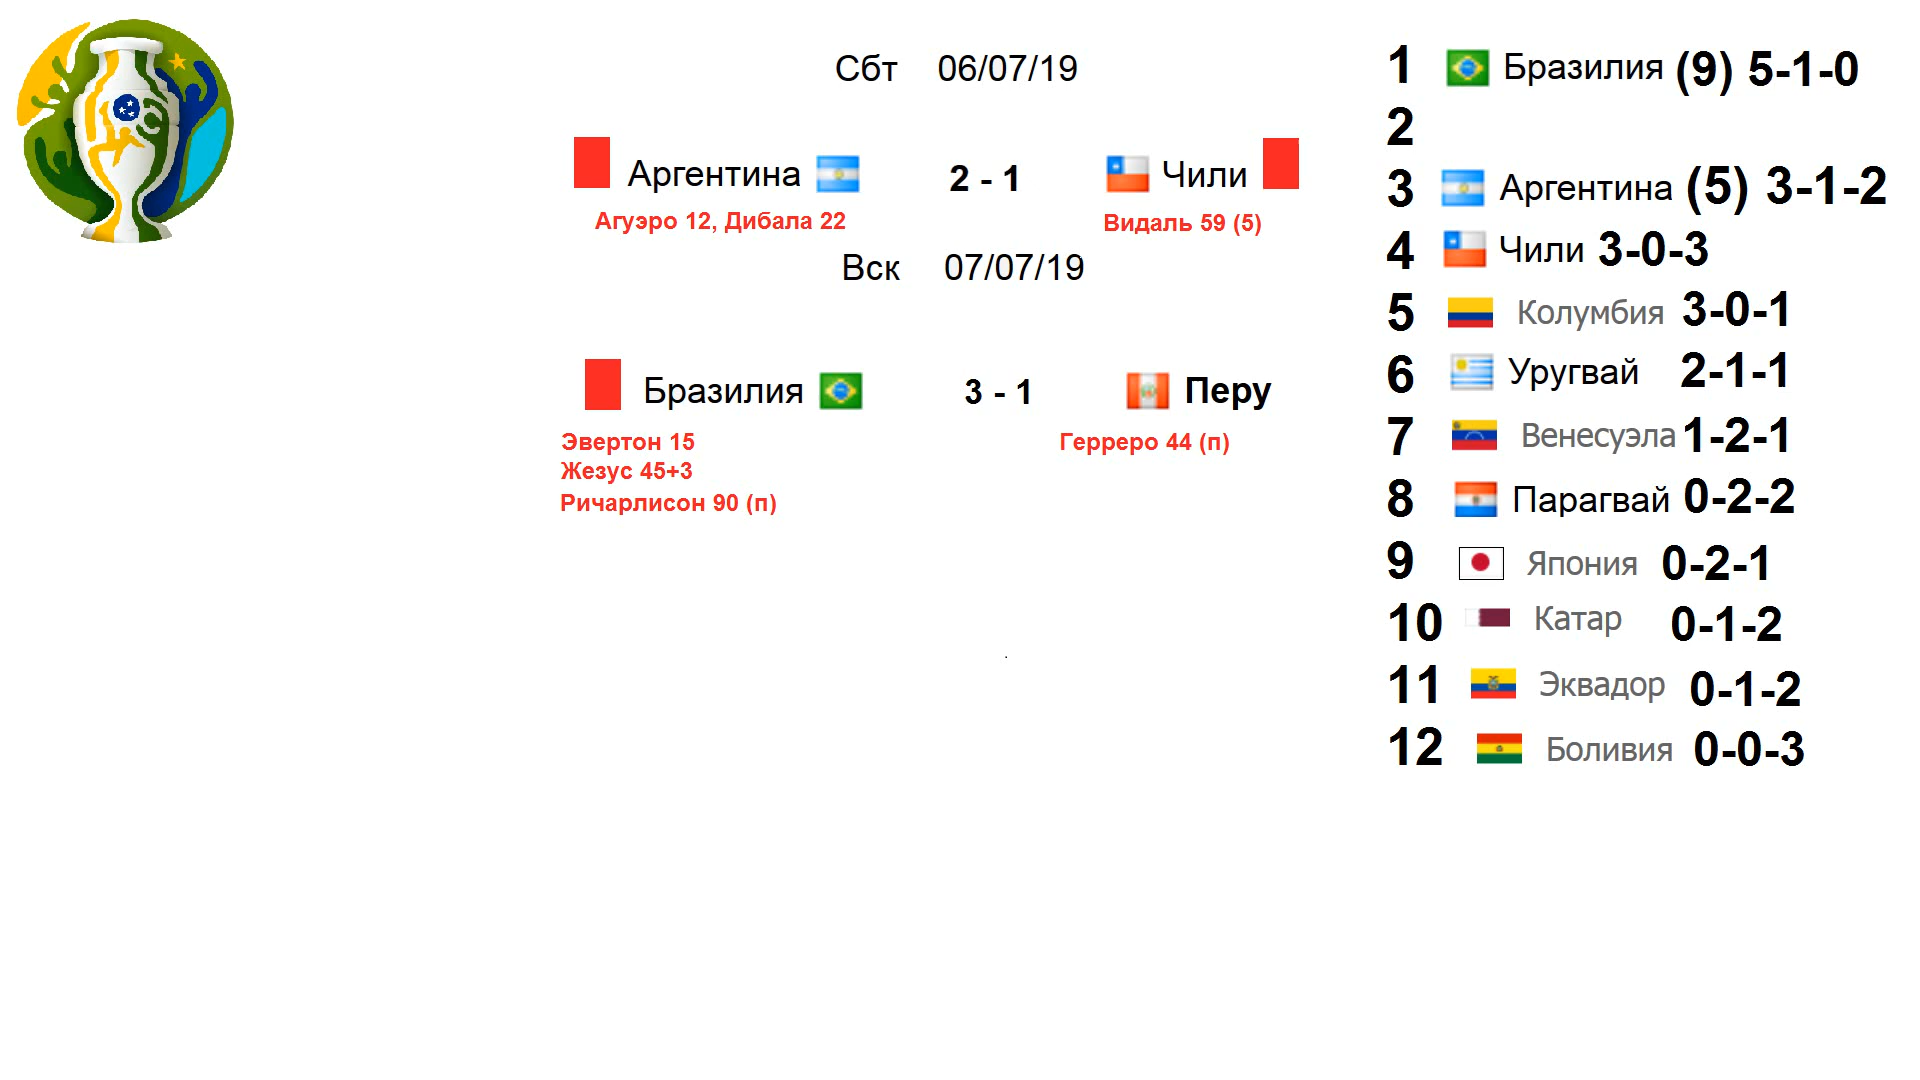 Сбт 06/07/19
Аргентина 2 - 1 Чили
Агуэро 12, Дибала 22 Видаль 59 (5)
Вск 07/07/19
Бразилия 3 - 1 Перу
Эвертон 15 Герреро 44 (п)
Жезус 45+3
Ричарлисон 90 (п)
1 Бразилия (9) 5-1-0
2
3 Аргентина (5) 3-1-2
4 Чили 3-0-3
5 Колумбия 3-0-1
6 Уругвай 2-1-1
7 Венесуэла 1-2-1
8 Парагвай 0-2-2
9 Япония 0-2-1
10 Катар 0-1-2
11 Эквадор 0-1-2
12 Боливия 0-0-3